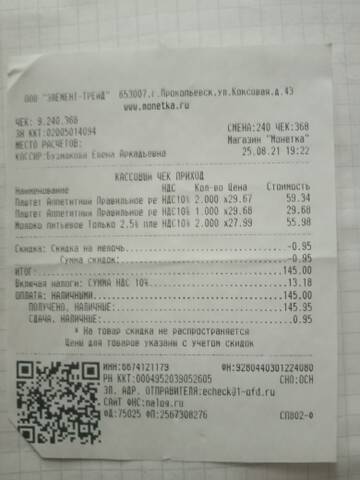 ООО "ЭЛЕМЕНТ-ТРЕЙД" 653007,г.Прокопьевск,ул.Коксовая,д.43
www.monetka.ru
ЧЕК: 9.240.368
ЗН ККТ:02005014094 СМЕНА:240 ЧЕК:368
МЕСТО РАСЧЕТОВ: Магазин "Монетка"
КАССИР: Елена Аркадьевна 25.08.21 19:22
КАССОВЫЙ ЧЕК ПРИХОД
Наименование НДС Кол-во Цена Стоимость
Паштет Аппетитный Правильное ре НДС10% 2.000 х29.67 59.34
Паштет Аппетитный Правильное ре НДС10% 1.000 х29.68 29.68
Молоко питьевое Только 2.5% пле НДС10% 2.000 х27.99 55.98
Скидка: Скидка на мелочь -0.95
Сумма скидок: -0.95
ИТОГ: 145.00
Включая налоги: СУММА НДС 10% 13.18
ОПЛАТА: НАЛИЧНЫМИ 145.00
ПОЛУЧЕНО, НАЛИЧНЫМИ: 145.95
СДАЧА, НАЛИЧНЫМИ: 0.95
* На товар скидка не распространяется
Цены для товаров указаны с учетом скидок
ИНН:6674121179 ФН:9280440301224080
РН ККТ:0004952039052605 СНО:ОСН
ЭЛ. АДР. ОТПРАВИТЕЛЯ:echeck@1-ofd.ru
САЙТ ФНС:nalog.ru
ФД:75025 ФП:2567308276 СП802-Ф